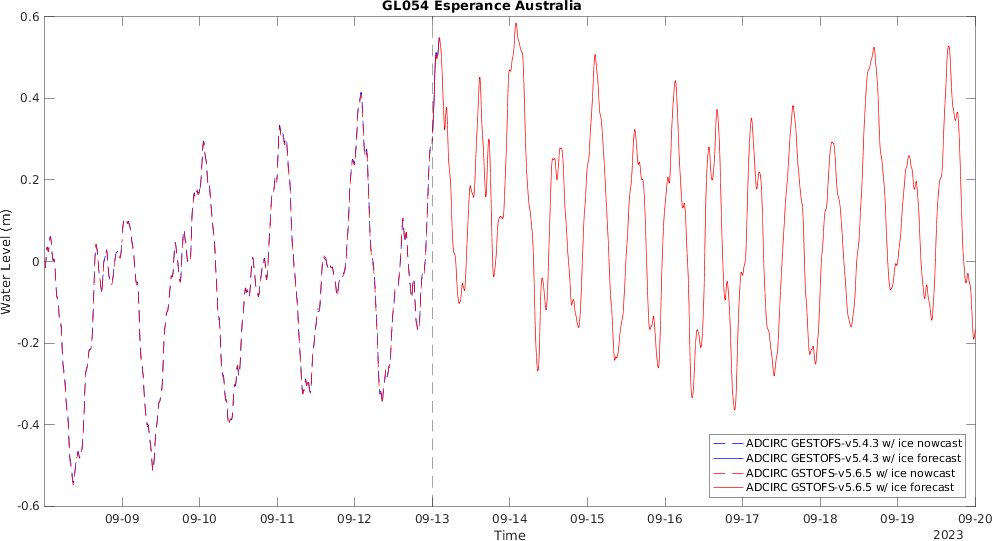 GL054 Esperance Australia
0.6
0.4
0.2
0
-0.2
-0.4
-0.6
Water Level (m)
ADCIRC GESTOFS-v5.4.3 w/ ice nowcast
ADCIRC GESTOFS-v5.4.3 w/ ice forecast
ADCIRC GSTOFS-v5.6.5 w/ ice nowcast
ADCIRC GSTOFS-v5.6.5 w/ ice forecast
09-09 09-10 09-11 09-12 09-13 09-14 09-15 09-16 09-17 09-18 09-19 09-20
Time
2023